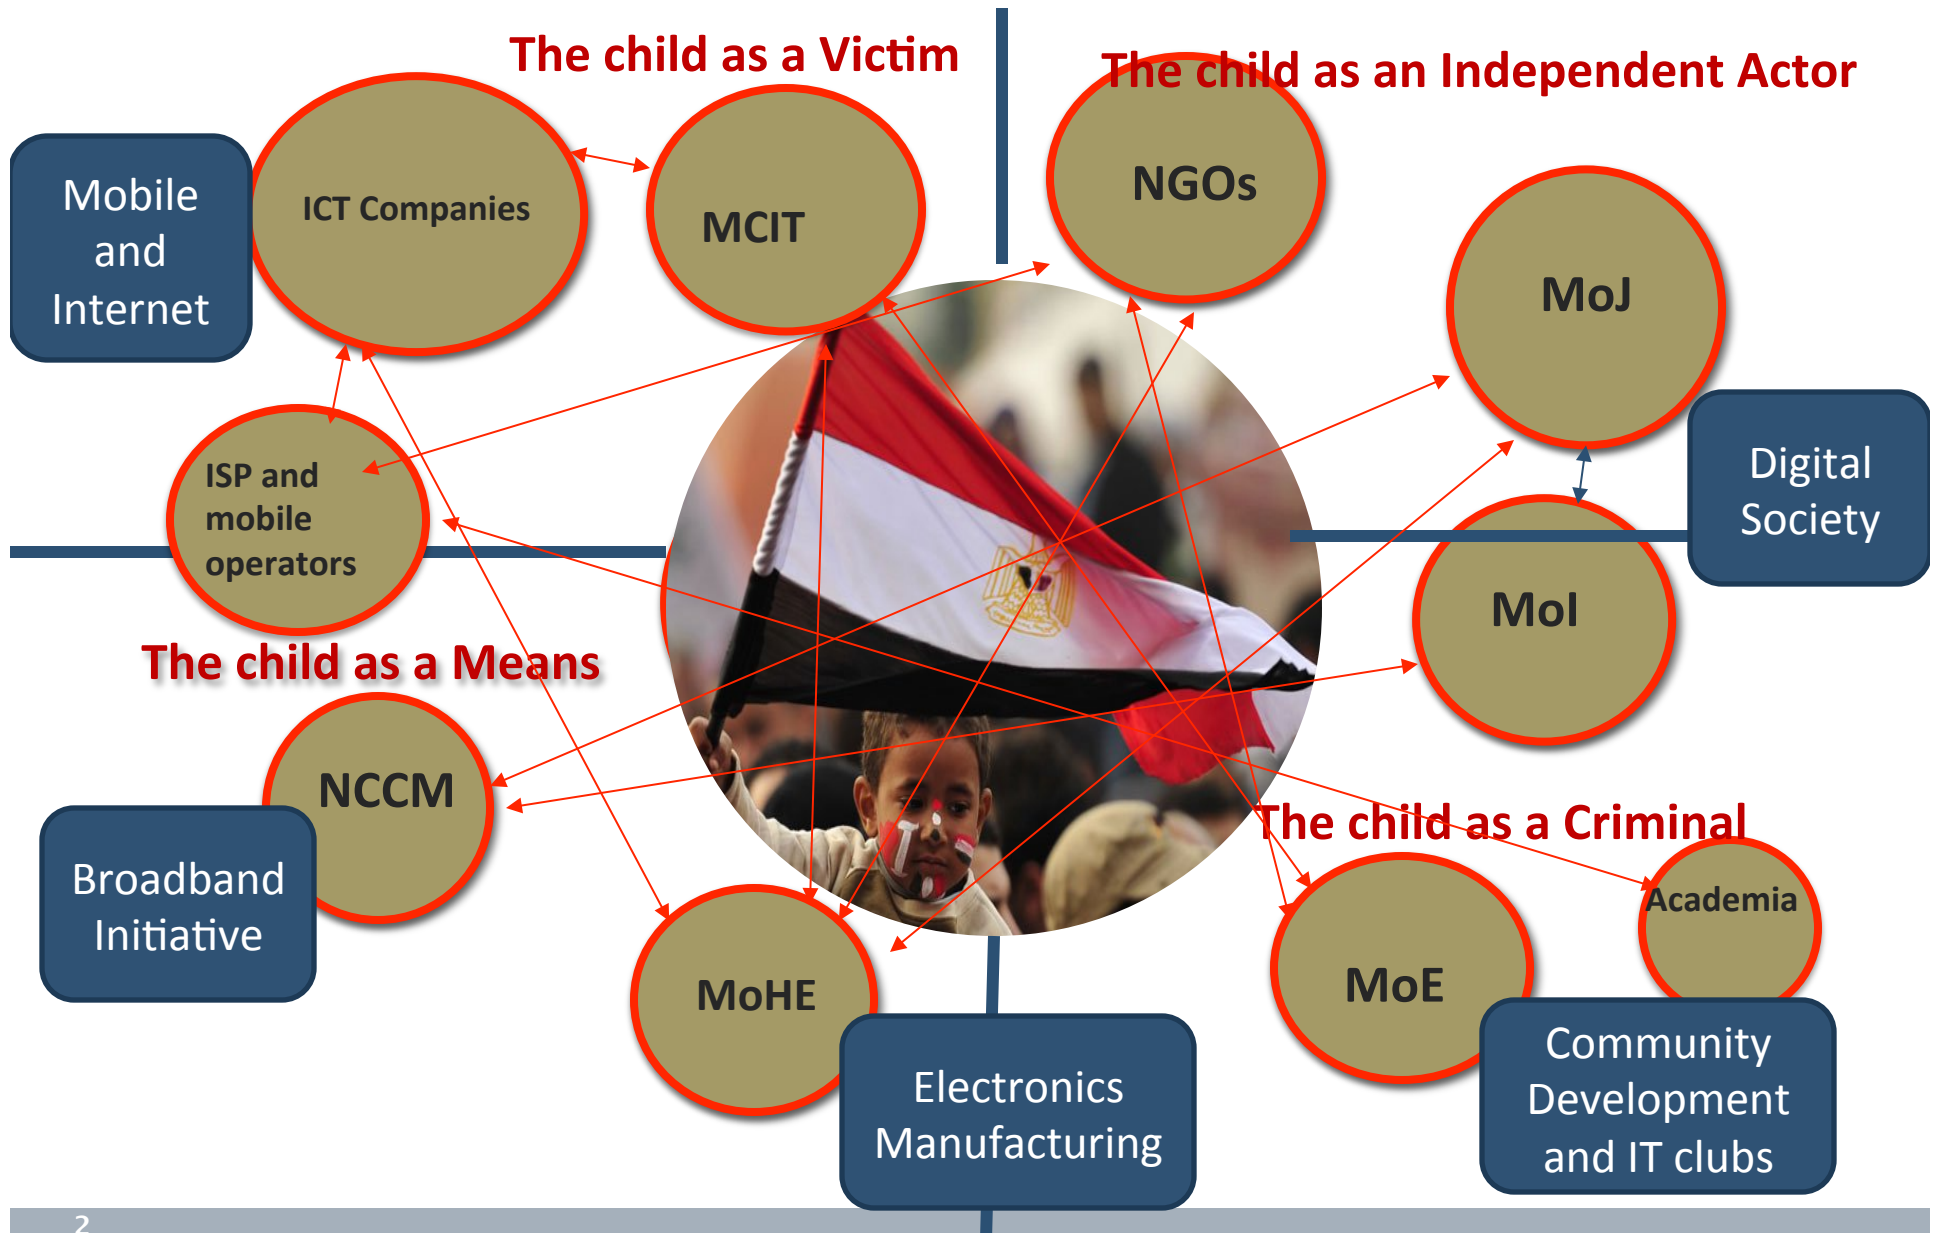 The child as a Victim
The child as an Independent Actor
Mobile
and
Internet
ICT Companies
MCIT
NGOs
MoJ
ISP and
mobile
operators
Digital
Society
MoI
The child as a Means
NCCM
The child as a Criminal
Broadband
Initiative
Academia
MoHE
MoE
Electronics
Manufacturing
Community
Development
and IT clubs
2